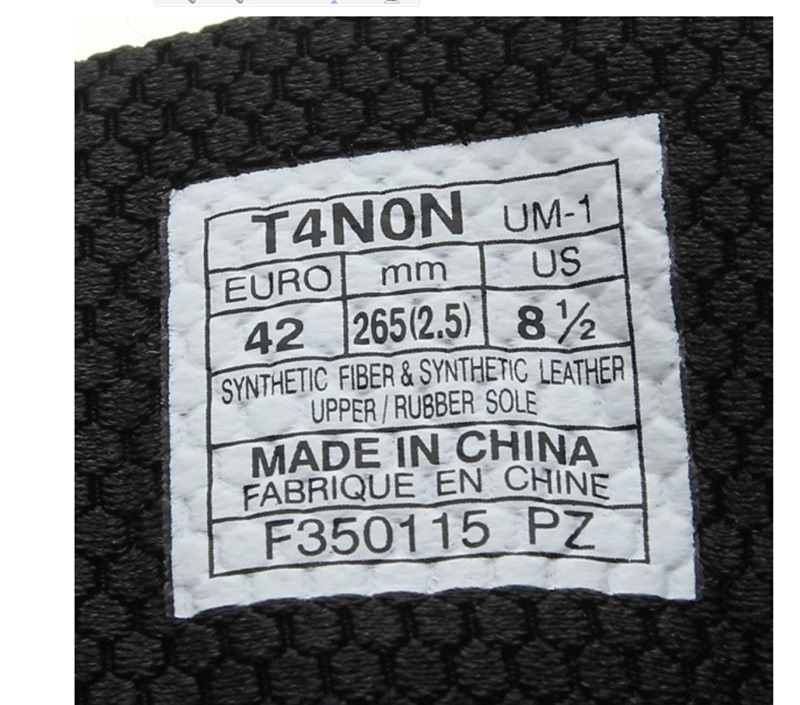 T4N0N UM-1
EURO mm US
42 265(2.5) 8 ½
SYNTHETIC FIBER & SYNTHETIC LEATHER
UPPER / RUBBER SOLE
MADE IN CHINA
FABRIQUE EN CHINE
F350115 PZ